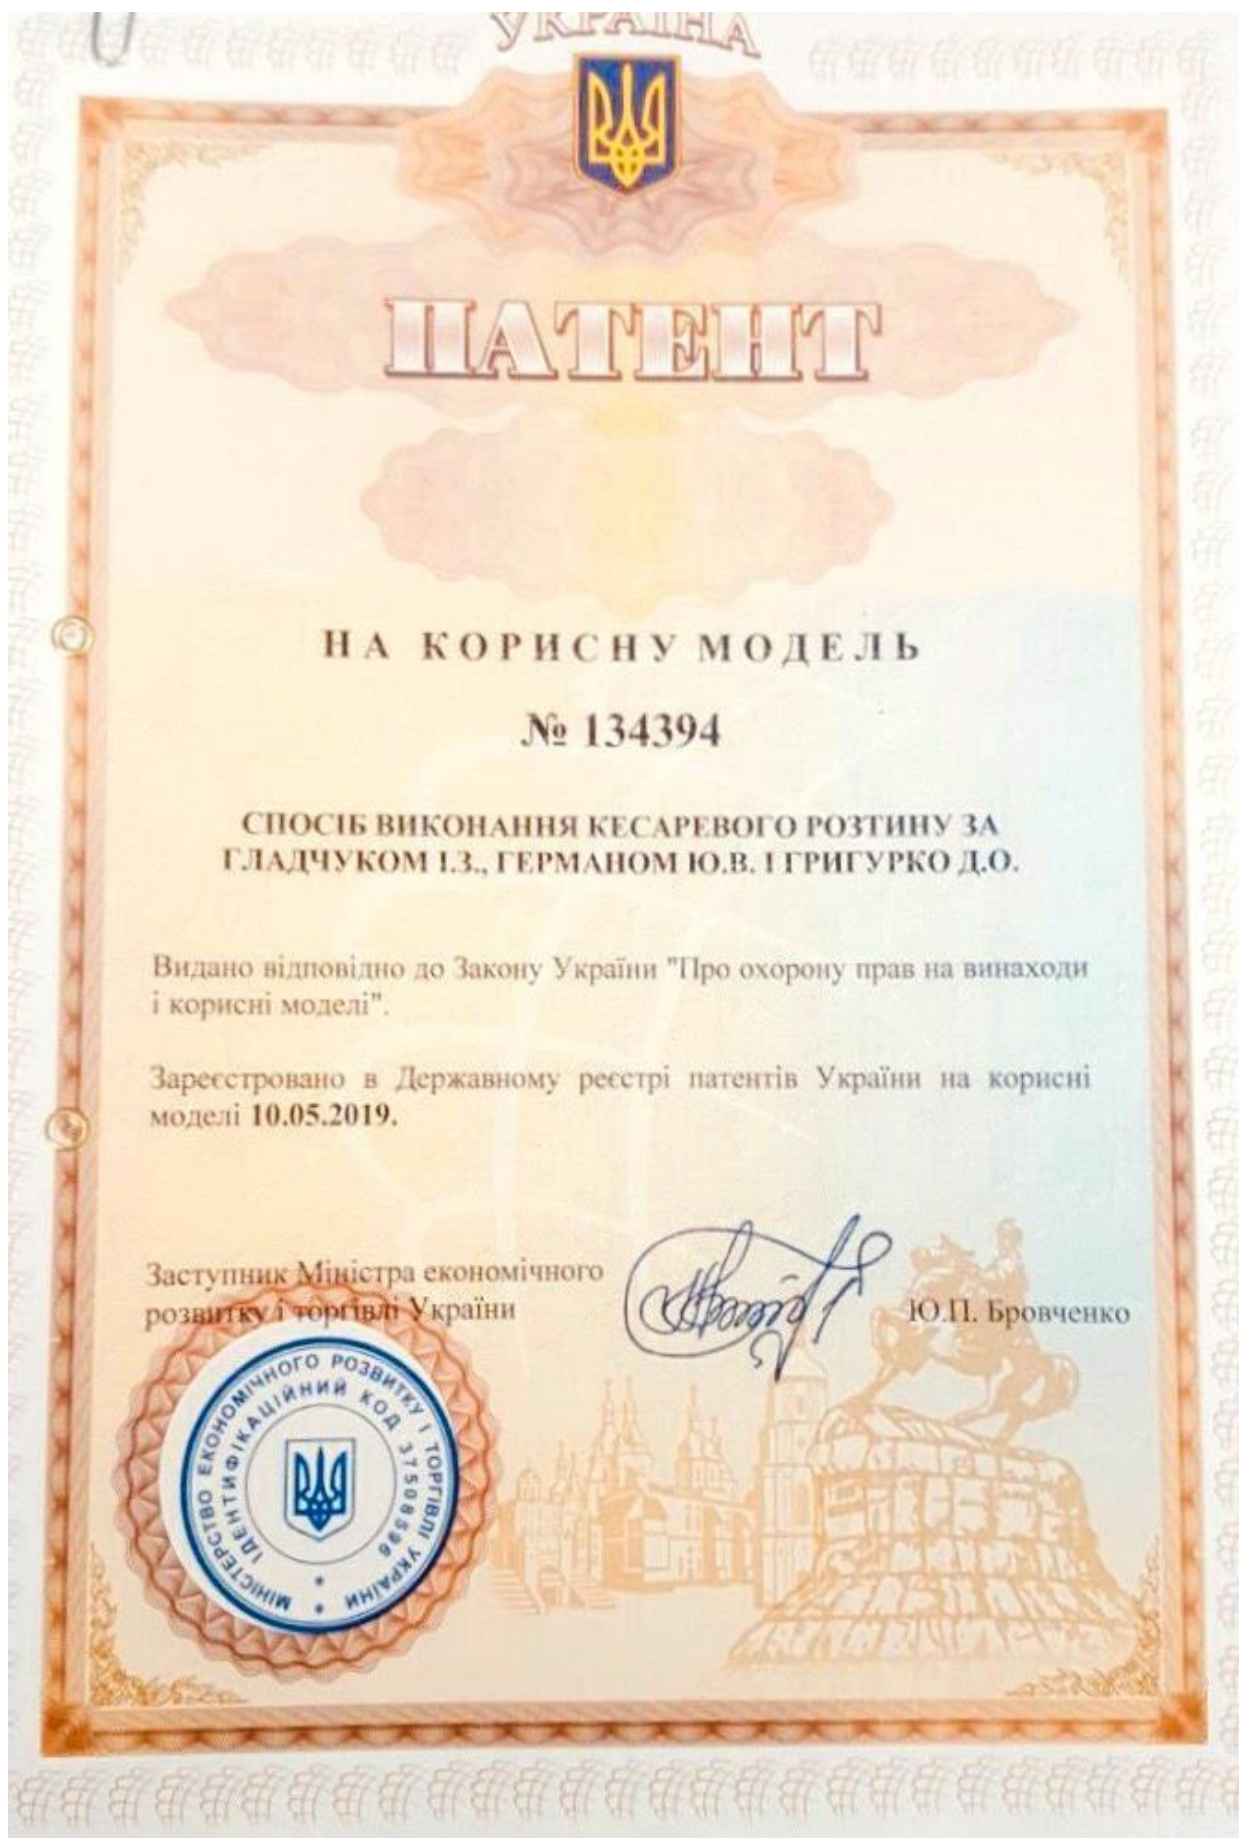 УКРАЇНА
ПАТЕНТ
НА КОРИСНУ МОДЕЛЬ
№ 134394
СПОСІБ ВИКОНАННЯ КЕСАРЕВОГО РОЗТИНУ ЗА
ГЛАДЧУКОМ І.З., ГЕРМАНОМ Ю.В. І ГРИГУРКО Д.О.
Видано відповідно до Закону України "Про охорону прав на винаходи
і корисні моделі".
Зареєстровано в Державному реєстрі патентів України на корисні
моделі 10.05.2019.
Заступник Міністра економічного
розвитку і торгівлі України
Ю.П. Бровченко
МІНІСТЕРСТВО ЕКОНОМІЧНОГО РОЗВИТКУ І ТОРГІВЛІ УКРАЇНИ *
ІДЕНТИФІКАЦІЙНИЙ КОД 37508596 *